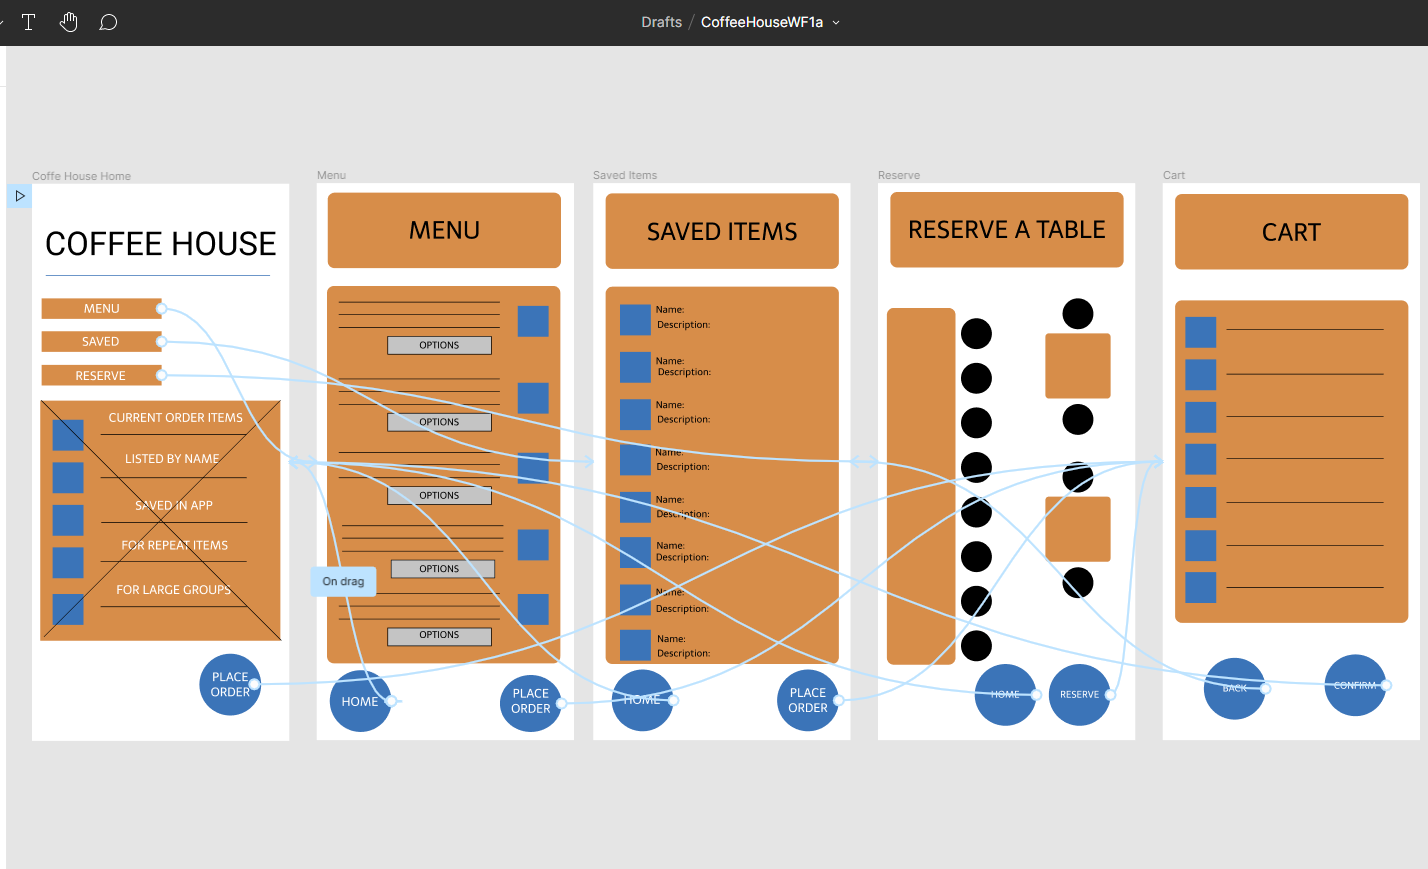 Drafts / CoffeeHouseWF1a
Coffe House Home
COFFEE HOUSE
MENU
SAVED
RESERVE
CURRENT ORDER ITEMS
LISTED BY NAME
SAVED IN APP
FOR REPEAT ITEMS
FOR LARGE GROUPS
PLACE
ORDER
Menu
MENU
OPTIONS
OPTIONS
OPTIONS
OPTIONS
OPTIONS
On drag
HOME
PLACE
ORDER
Saved Items
SAVED ITEMS
Name:
Description:
Name:
Description:
Name:
Description:
Name:
Description:
Name:
Description:
Name:
Description:
Name:
Description:
Name:
Description:
HOME
PLACE
ORDER
Reserve
RESERVE A TABLE
HOME
RESERVE
Cart
CART
BACK
CONFIRM